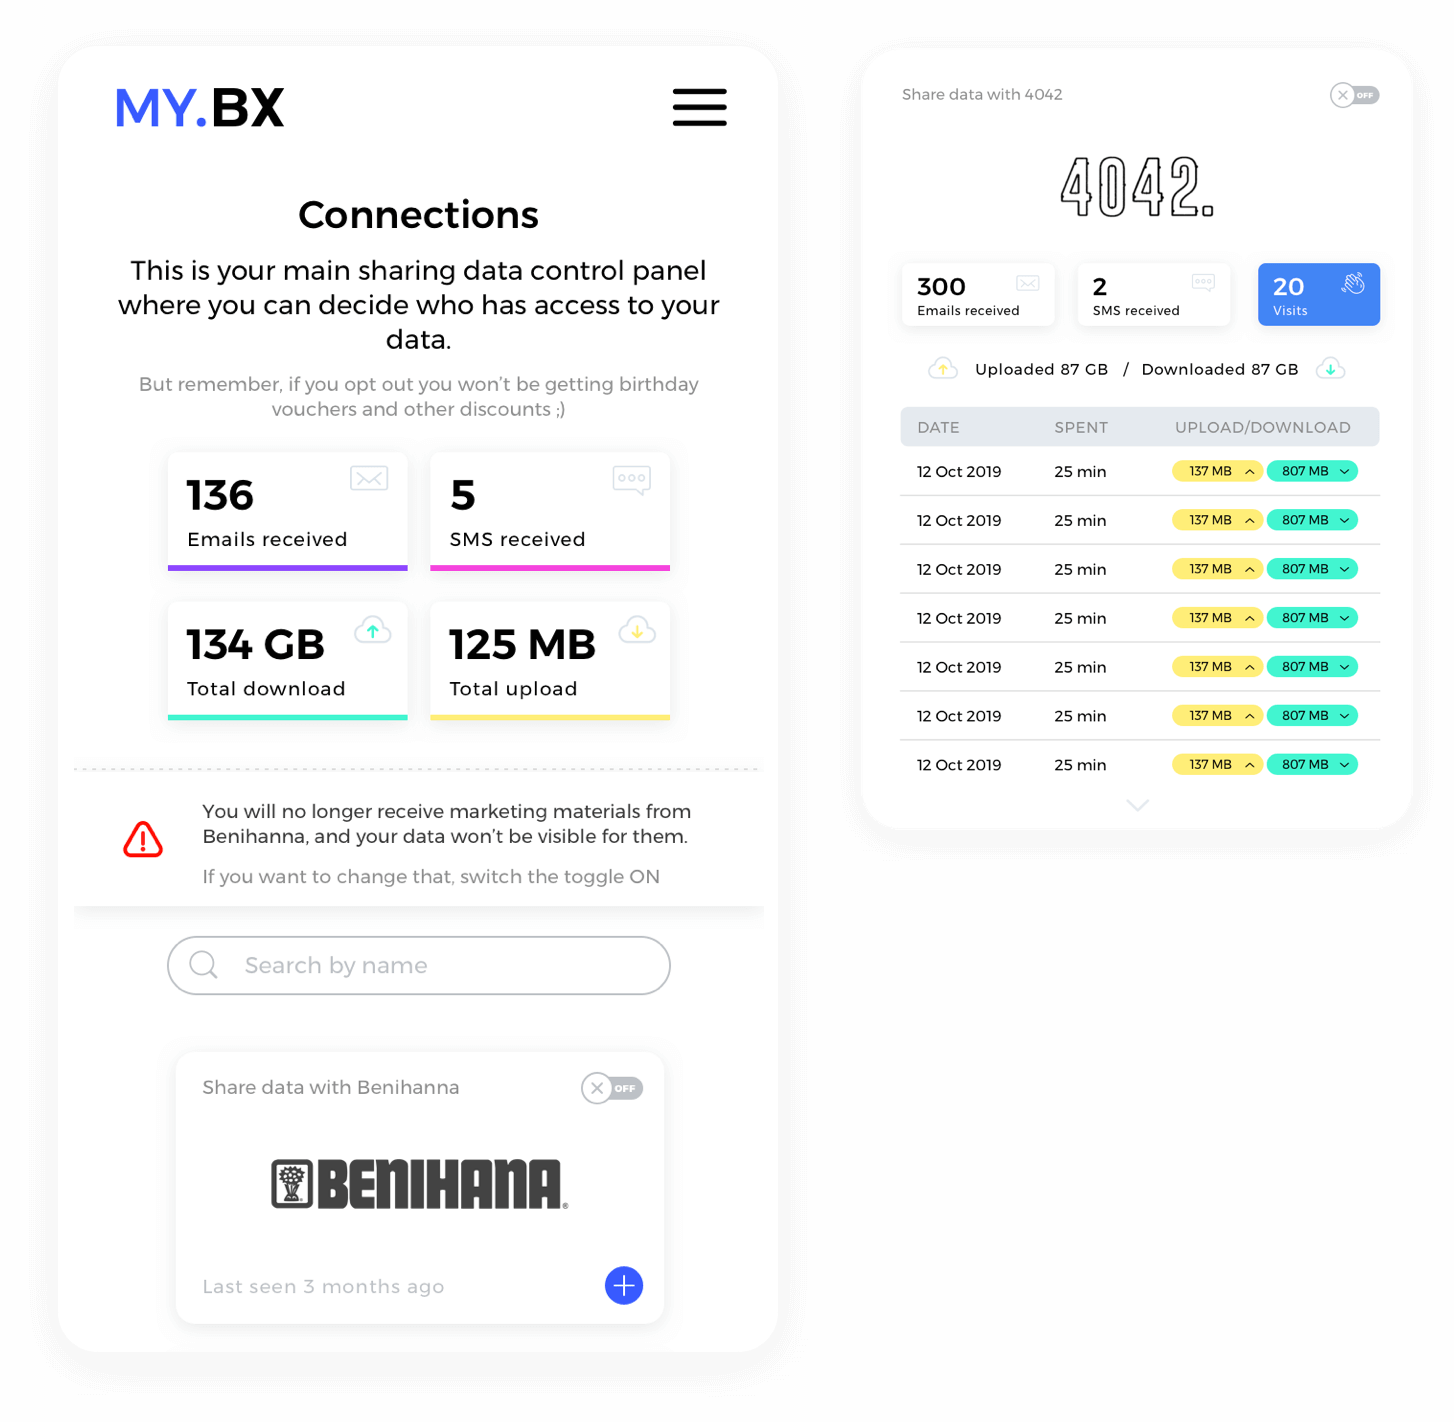 MY.BX
Connections
This is your main sharing data control panel
where you can decide who has access to your
data.
But remember, if you opt out you won’t be getting birthday
vouchers and other discounts ;)
136
Emails received
5
SMS received
134 GB
Total download
125 MB
Total upload
You will no longer receive marketing materials from
Benihanna, and your data won’t be visible for them.
If you want to change that, switch the toggle ON
Search by name
Share data with Benihanna
OFF
BENIHANA®
Last seen 3 months ago
Share data with 4042
OFF
4042.
300
Emails received
2
SMS received
20
Visits
Uploaded 87 GB / Downloaded 87 GB
DATE SPENT UPLOAD/DOWNLOAD
12 Oct 2019 25 min 137 MB 807 MB
12 Oct 2019 25 min 137 MB 807 MB
12 Oct 2019 25 min 137 MB 807 MB
12 Oct 2019 25 min 137 MB 807 MB
12 Oct 2019 25 min 137 MB 807 MB
12 Oct 2019 25 min 137 MB 807 MB
12 Oct 2019 25 min 137 MB 807 MB